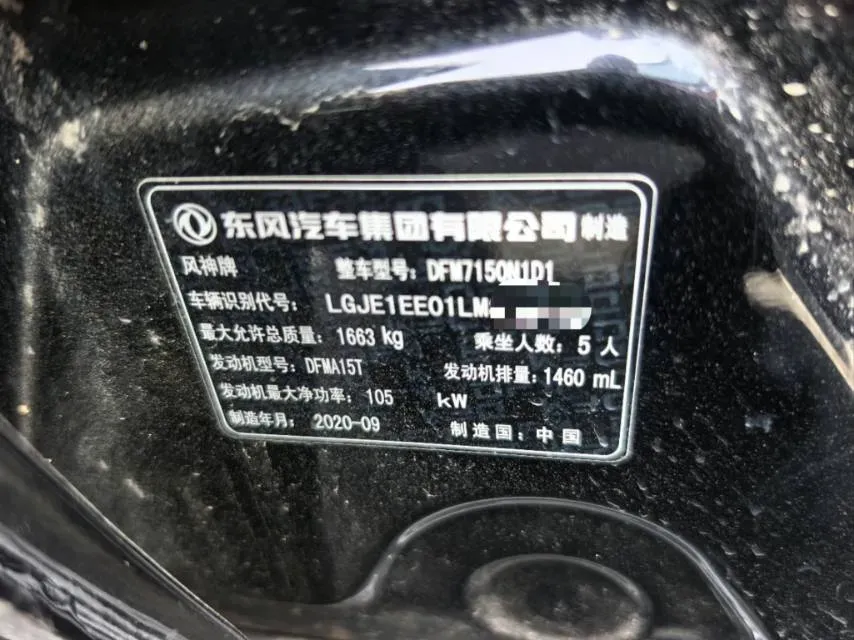 东风汽车集团有限公司 制造
风神牌 整车型号: DFM7150N1D1
车辆识别代号: LGJE1EE01LM
最大允许总质量: 1663 kg 乘坐人数: 5 人
发动机型号: DFMA15T 发动机排量: 1460 mL
发动机最大净功率: 105 kW
制造年月: 2020-09 制造国: 中国